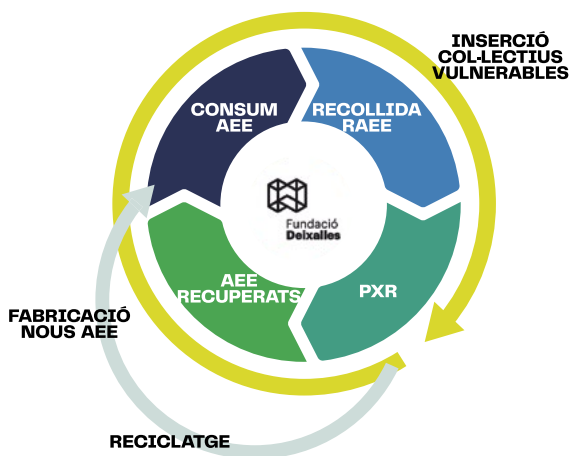 INSERCIÓ
COL·LECTIUS
VULNERABLES
CONSUM
AEE
RECOLLIDA
RAEE
Fundació
Deixalles
AEE
RECUPERATS
PXR
FABRICACIÓ
NOUS AEE
RECICLATGE